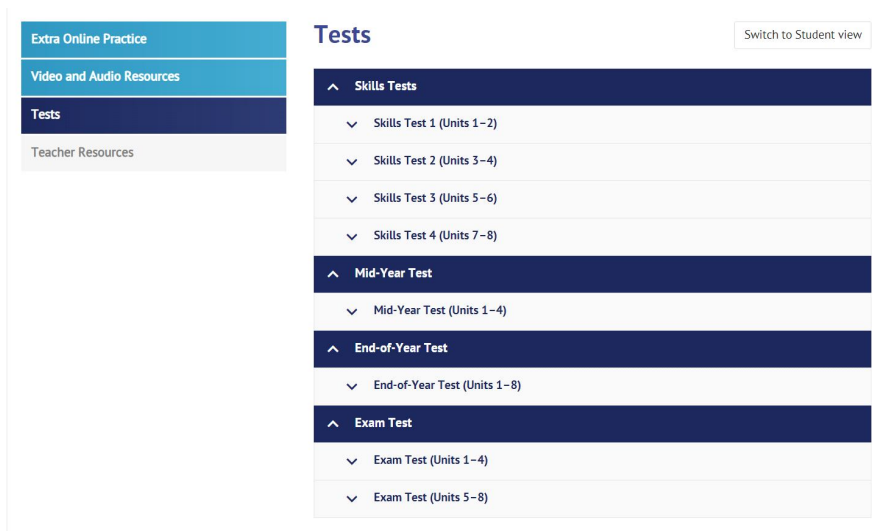 Extra Online Practice
Video and Audio Resources
Tests
Teacher Resources
Tests
Switch to Student view
Skills Tests
Skills Test 1 (Units 1–2)
Skills Test 2 (Units 3–4)
Skills Test 3 (Units 5–6)
Skills Test 4 (Units 7–8)
Mid-Year Test
Mid-Year Test (Units 1–4)
End-of-Year Test
End-of-Year Test (Units 1–8)
Exam Test
Exam Test (Units 1–4)
Exam Test (Units 5–8)